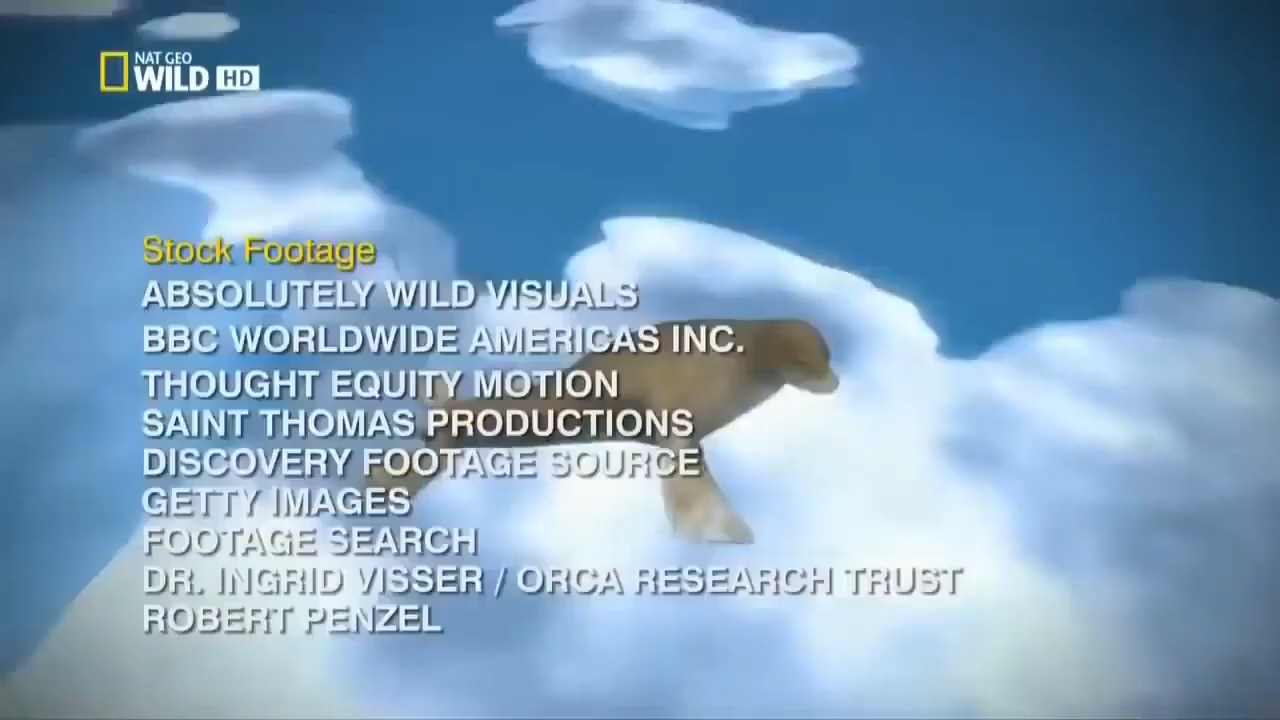 NAT GEO
WILD HD
Stock Footage
ABSOLUTELY WILD VISUALS
BBC WORLDWIDE AMERICAS INC.
THOUGHT EQUITY MOTION
SAINT THOMAS PRODUCTIONS
DISCOVERY FOOTAGE SOURCE
GETTY IMAGES
FOOTAGE SEARCH
DR. INGRID VISSER / ORCA RESEARCH TRUST
ROBERT PENZEL